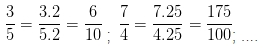 3/5 = 3.2/5.2 = 6/10 ; 7/4 = 7.25/4.25 = 175/100 ; ....